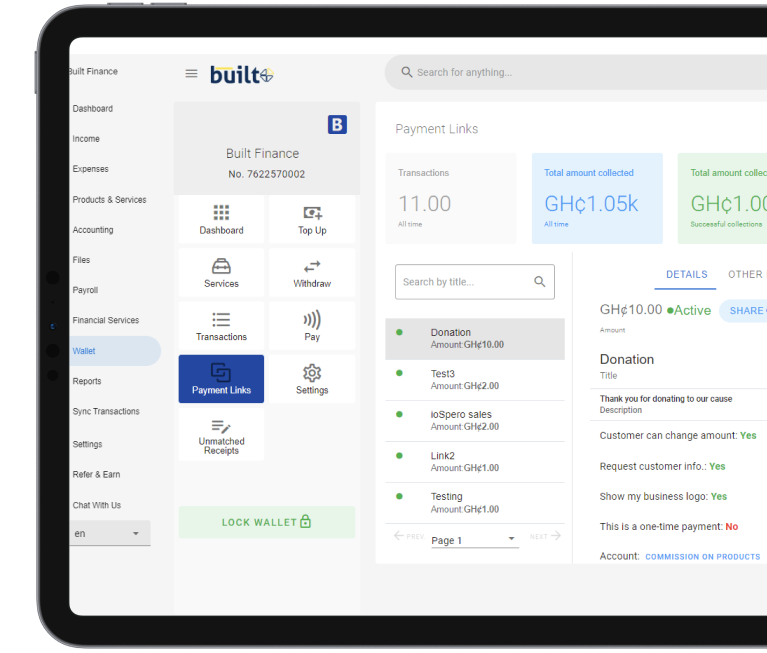 Built Finance
Dashboard
Income
Expenses
Products & Services
Accounting
Files
Payroll
Financial Services
Wallet
Reports
Sync Transactions
Settings
Refer & Earn
Chat With Us
en
built
Search for anything...
B
Built Finance
No. 7622570002
Dashboard
Top Up
Services
Withdraw
Transactions
Pay
Payment Links
Settings
Unmatched
Receipts
LOCK WALLET
Payment Links
Transactions
11.00
All time
Total amount collected
GH¢1.05k
All time
Total amount collec
GH¢1.00
Successful collections
Search by title...
Donation
Amount:GH¢10.00
Test3
Amount:GH¢2.00
ioSpero sales
Amount:GH¢2.00
Link2
Amount:GH¢1.00
Testing
Amount:GH¢1.00
PREV
Page 1
NEXT
DETAILS
OTHER
GH¢10.00
Active
SHARE
Amount
Donation
Title
Thank you for donating to our cause
Description
Customer can change amount: Yes
Request customer info.: Yes
Show my business logo: Yes
This is a one-time payment: No
Account: COMMISSION ON PRODUCTS